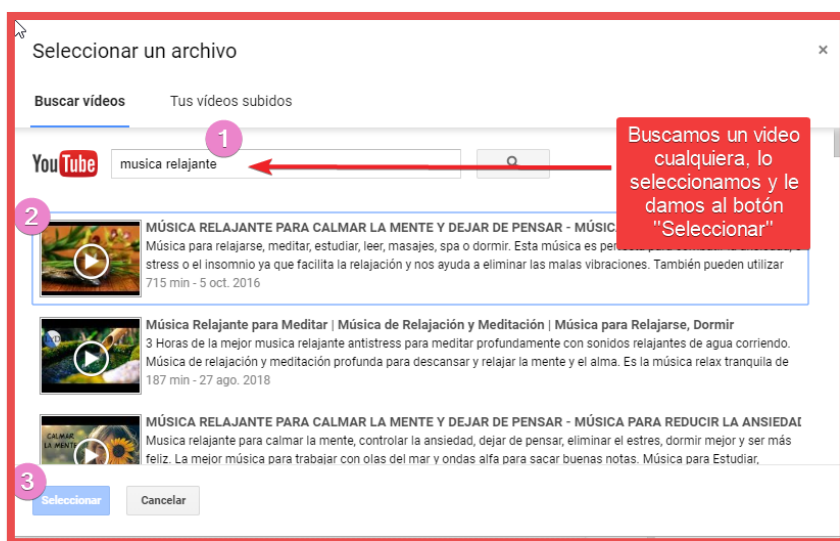 Seleccionar un archivo
×
Buscar vídeos
Tus vídeos subidos
1
YouTube
musica relajante
Buscamos un video
cualquiera, lo
seleccionamos y le
damos al botón
"Seleccionar"
2
MÚSICA RELAJANTE PARA CALMAR LA MENTE Y DEJAR DE PENSAR - MÚSIC
Música para relajarse, meditar, estudiar, leer, masajes, spa o dormir. Esta música es
stress o el insomnio ya que facilita la relajación y nos ayuda a eliminar las malas vibraciones. También pueden utilizar
715 min - 5 oct. 2016
Música Relajante para Meditar | Música de Relajación y Meditación | Música para Relajarse, Dormir
3 Horas de la mejor musica relajante antistress para meditar profundamente con sonidos relajantes de agua corriendo.
Música de relajación y meditación profunda para descansar y relajar la mente y el alma. Es la música relax tranquila de
187 min - 27 ago. 2018
CALMAR
LA MENTE
MÚSICA RELAJANTE PARA CALMAR LA MENTE Y DEJAR DE PENSAR - MÚSICA PARA REDUCIR LA ANSIEDAD
Musica relajante para calmar la mente, controlar la ansiedad, dejar de pensar, eliminar el estres, dormir mejor y ser más
feliz. La mejor música para trabajar con olas del mar y ondas alfa para sacar buenas notas. Música para Estudiar,
3
Seleccionar
Cancelar